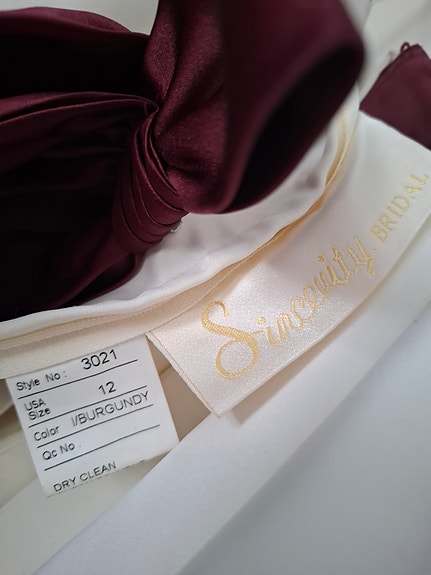 Sincerity BRIDAL
Style No : 3021
USA Size 12
Color I/BURGUNDY
Qc No .
DRY CLEAN